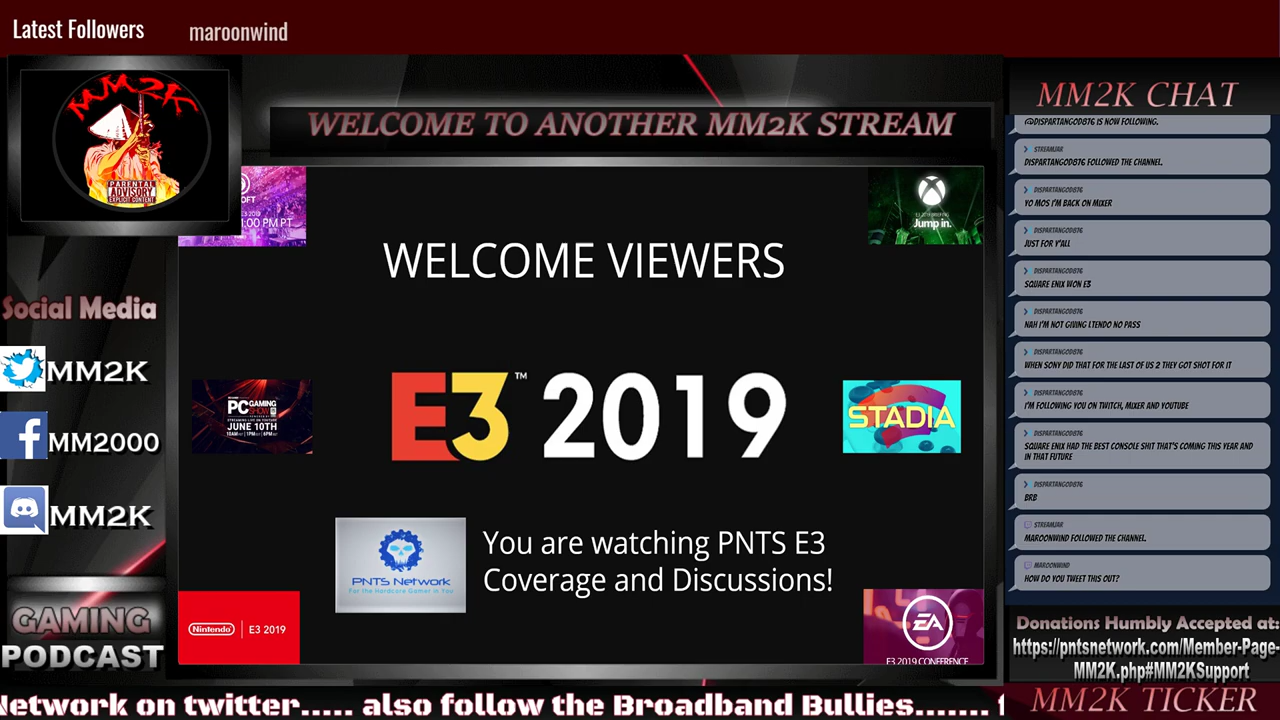 Latest Followers
maroonwind
MM2K
PARENTAL
ADVISORY
EXPLICIT CONTENT
WELCOME TO ANOTHER MM2K STREAM
MM2K CHAT
@DISPARTANGOD876 IS NOW FOLLOWING.
STREAMJAR
DISPARTANGOD876 FOLLOWED THE CHANNEL.
DISPARTANGOD876
YO MOS I'M BACK ON MIXER
DISPARTANGOD876
JUST FOR Y'ALL
DISPARTANGOD876
SQUARE ENIX WON E3
DISPARTANGOD876
NAH I'M NOT GIVING LTENDO NO PASS
DISPARTANGOD876
WHEN SONY DID THAT FOR THE LAST OF US 2 THEY GOT SHOT FOR IT
DISPARTANGOD876
I'M FOLLOWING YOU ON TWITCH, MIXER AND YOUTUBE
DISPARTANGOD876
SQUARE ENIX HAD THE BEST CONSOLE SHIT THAT'S COMING THIS YEAR AND
IN THAT FUTURE
DISPARTANGOD876
BRB
STREAMJAR
MAROONWIND FOLLOWED THE CHANNEL.
MAROONWIND
HOW DO YOU TWEET THIS OUT?
OFT
E3 2019
:00 PM PT
Jump in.
WELCOME VIEWERS
Social Media
MM2K
MM2000
MM2K
PC GAMING
SHOW
JUNE 10TH
E3™ 2019
STADIA
PNTS Network
For the Hardcore Gamer in You
You are watching PNTS E3
Coverage and Discussions!
Nintendo E3 2019
EA
E3 2019 CONFERENCE
GAMING
PODCAST
Donations Humbly Accepted at:
https://pntsnetwork.com/Member-Page-
MM2K.php#MM2KSupport
Network on twitter..... also follow the Broadband Bullies.......
MM2K TICKER